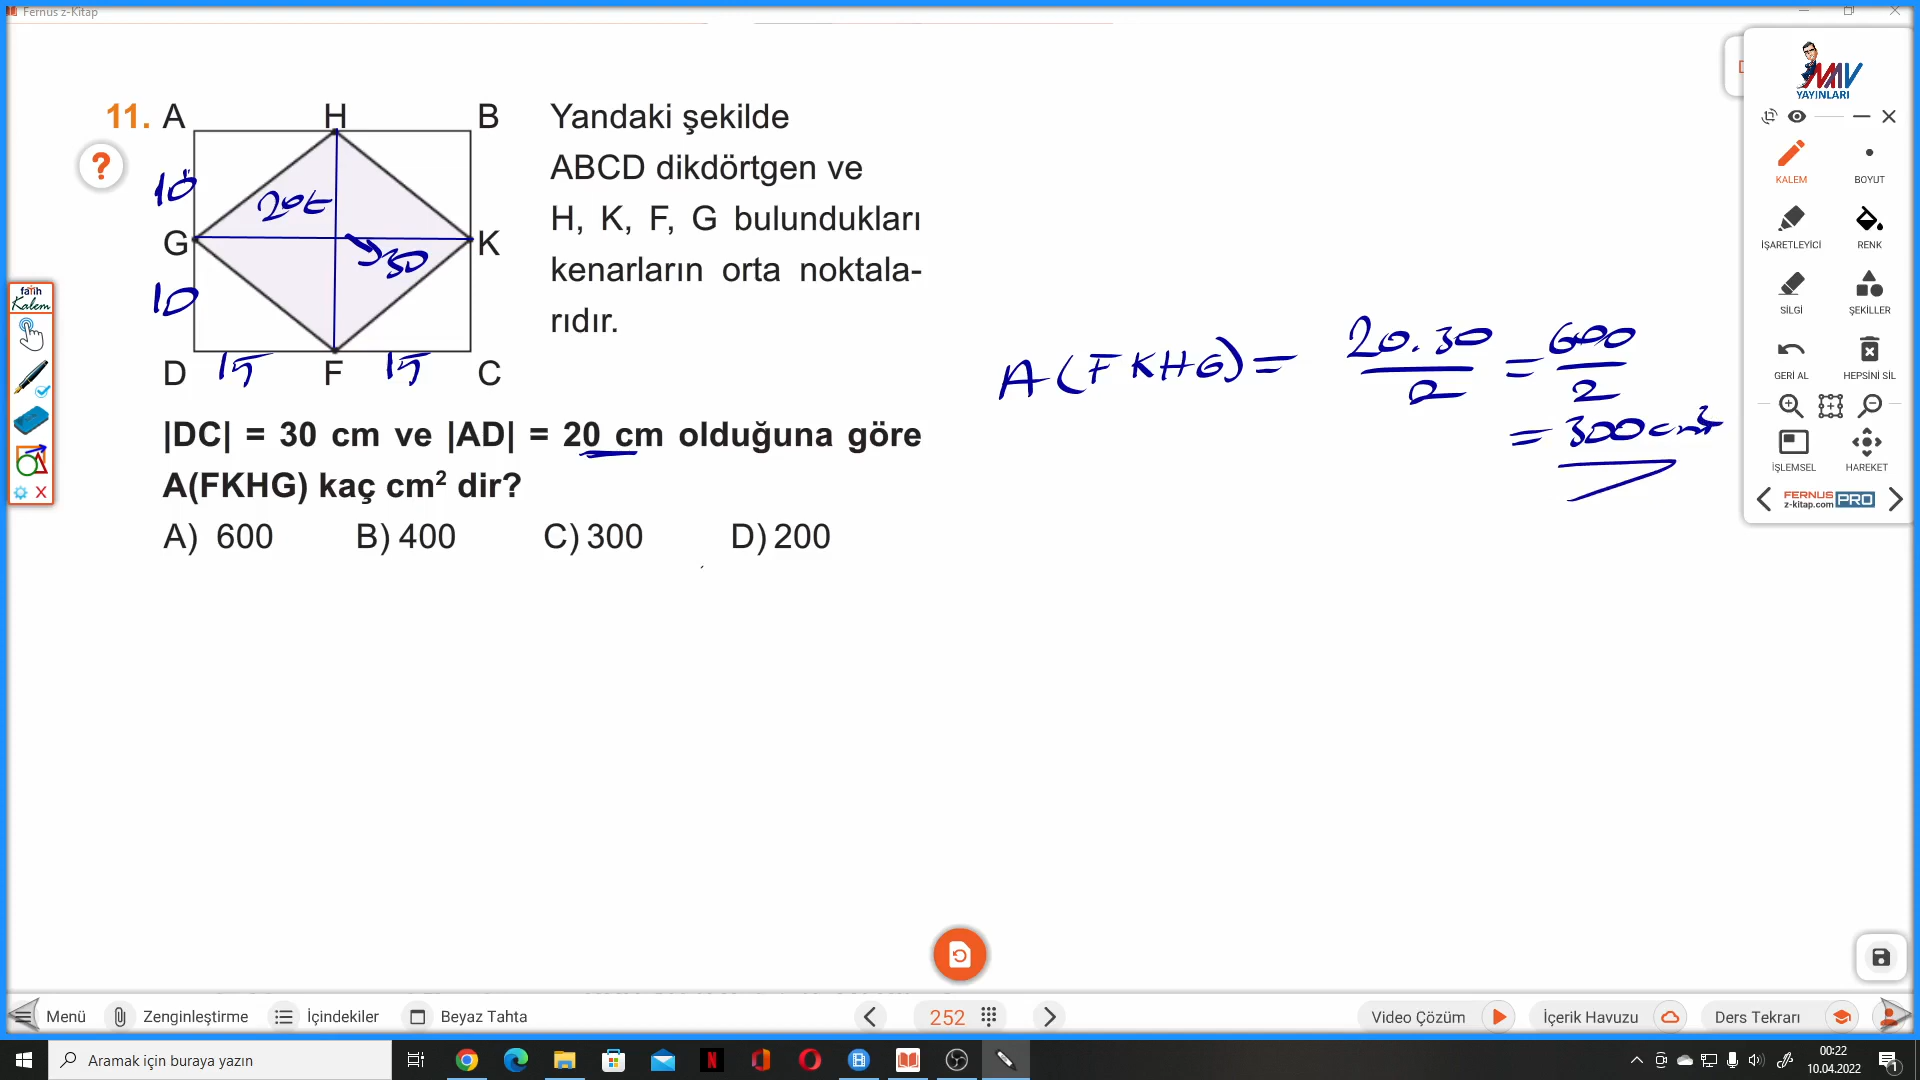 Fernus z-Kitap
11. A H B
G K
D F C
10
10
20
30
15 15
Yandaki şekilde
ABCD dikdörtgen ve
H, K, F, G bulundukları
kenarların orta noktala-
rıdır.
|DC| = 30 cm ve |AD| = 20 cm olduğuna göre
A(FKHG) kaç cm² dir?
A) 600 B) 400 C) 300 D) 200
A(FKHG) = 20.30/2 = 600/2
= 300 cm²
fatih
Kalem
MAV
YAYINLARI
KALEM BOYUT
İŞARETLEYİCİ RENK
SİLGİ ŞEKİLLER
GERİ AL HEPSİNİ SİL
İŞLEMSEL HAREKET
FERNUS PRO
z-kitap.com
Menü Zenginleştirme İçindekiler Beyaz Tahta 252 Video Çözüm İçerik Havuzu Ders Tekrarı
Aramak için buraya yazın
00:22
10.04.2022